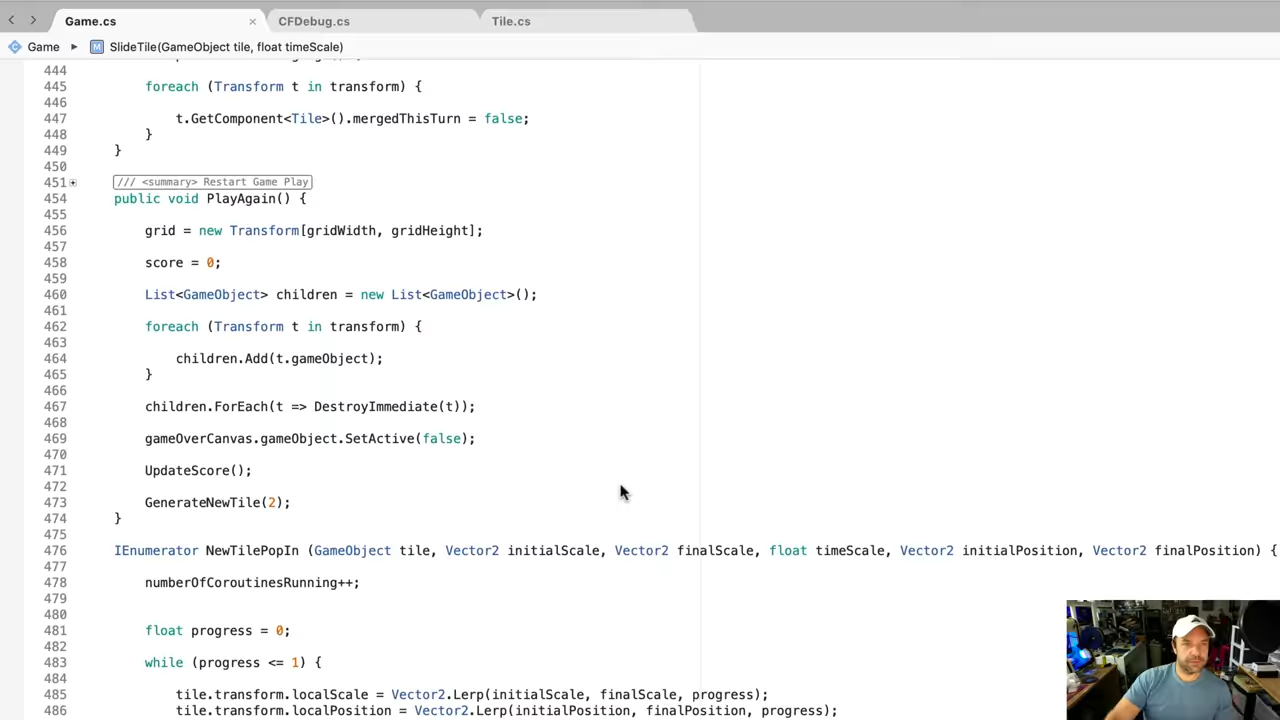 Game.cs × CFDebug.cs Tile.cs
Game ▸ M SlideTile(GameObject tile, float timeScale)
444
445 foreach (Transform t in transform) {
446
447 t.GetComponent<Tile>().mergedThisTurn = false;
448 }
449 }
450
451 /// <summary> Restart Game Play
454 public void PlayAgain() {
455
456 grid = new Transform[gridWidth, gridHeight];
457
458 score = 0;
459
460 List<GameObject> children = new List<GameObject>();
461
462 foreach (Transform t in transform) {
463
464 children.Add(t.gameObject);
465 }
466
467 children.ForEach(t => DestroyImmediate(t));
468
469 gameOverCanvas.gameObject.SetActive(false);
470
471 UpdateScore();
472
473 GenerateNewTile(2);
474 }
475
476 IEnumerator NewTilePopIn (GameObject tile, Vector2 initialScale, Vector2 finalScale, float timeScale, Vector2 initialPosition, Vector2 finalPosition) {
477
478 numberOfCoroutinesRunning++;
479
480
481 float progress = 0;
482
483 while (progress <= 1) {
484
485 tile.transform.localScale = Vector2.Lerp(initialScale, finalScale, progress);
486 tile.transform.localPosition = Vector2.Lerp(initialPosition, finalPosition, progress);